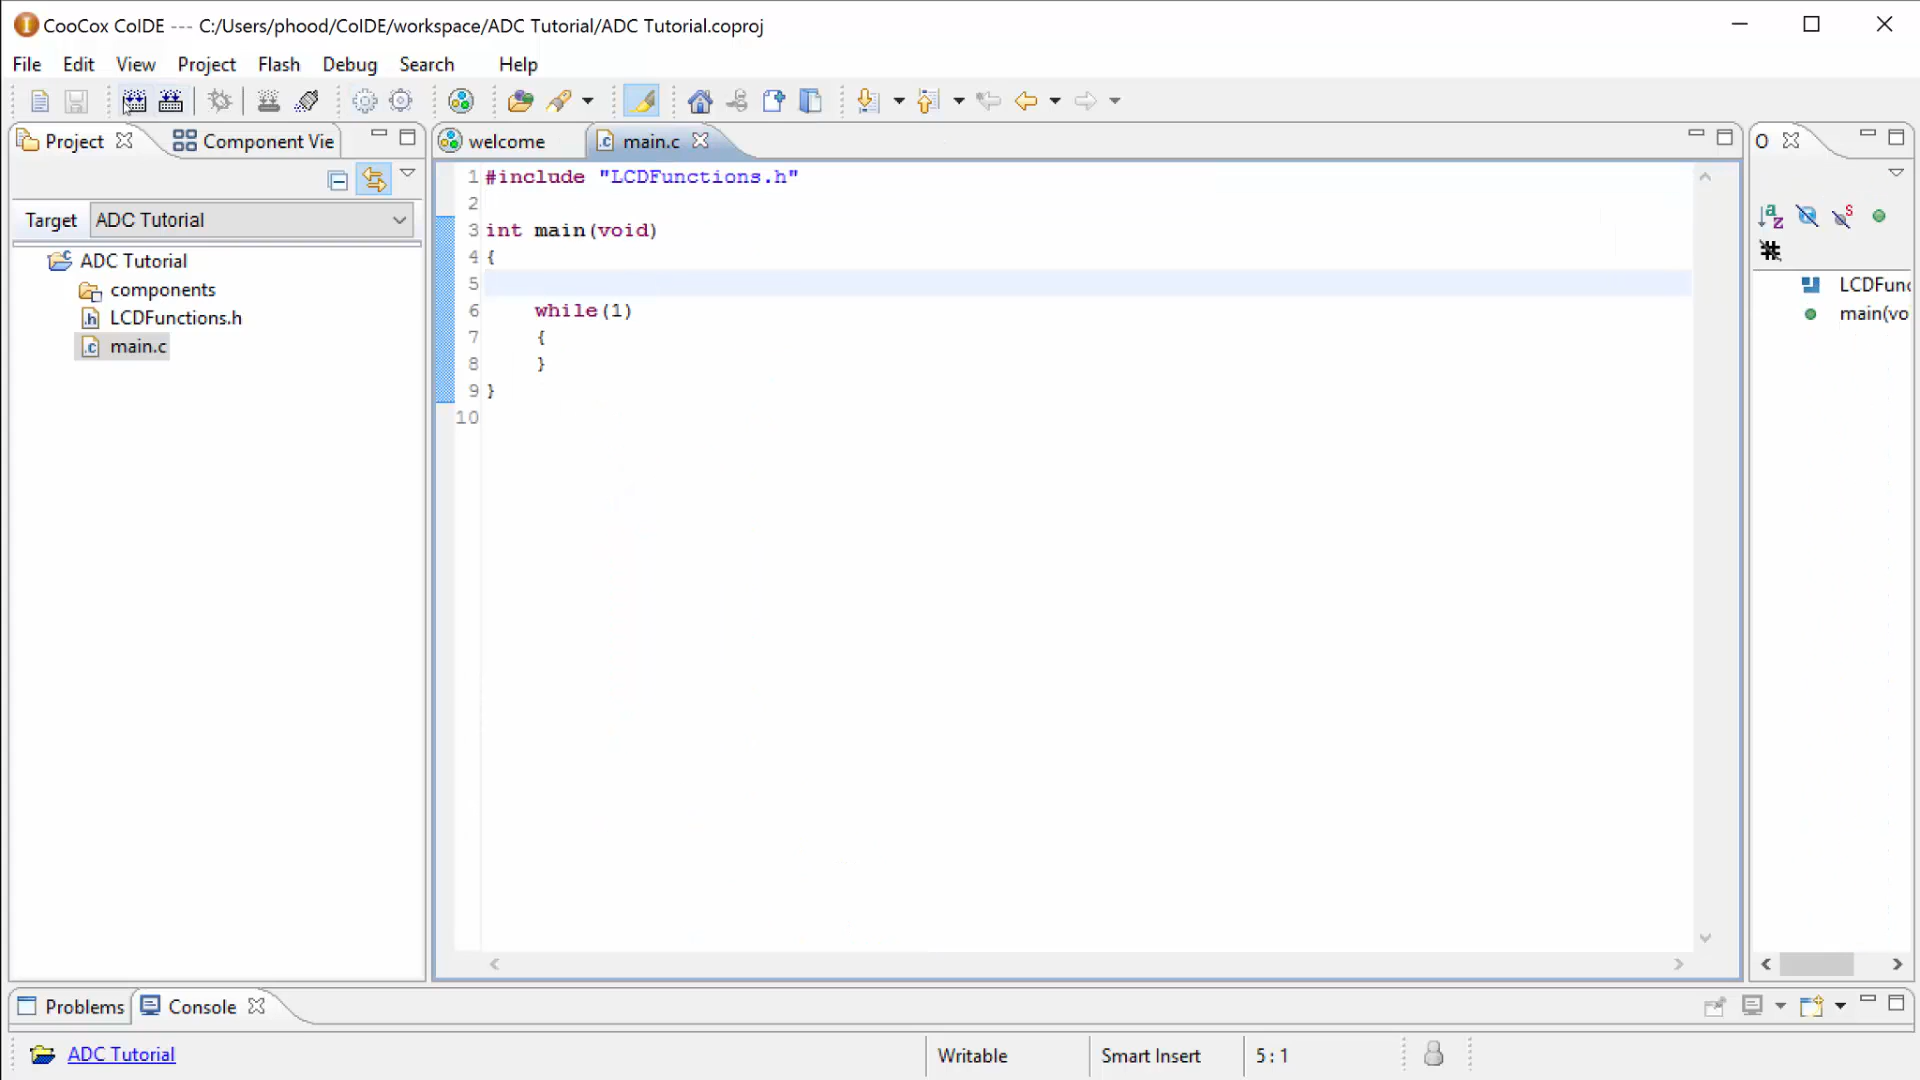 CooCox CoIDE --- C:/Users/phood/CoIDE/workspace/ADC Tutorial/ADC Tutorial.coproj
File Edit View Project Flash Debug Search Help
Project
Component Vie
welcome
main.c
O
Target ADC Tutorial
ADC Tutorial
components
LCDFunctions.h
main.c
1 #include "LCDFunctions.h"
2
3 int main(void)
4 {
5
6 while(1)
7 {
8 }
9 }
10
LCDFunc
main(vo
Problems
Console
ADC Tutorial
Writable
Smart Insert
5 : 1